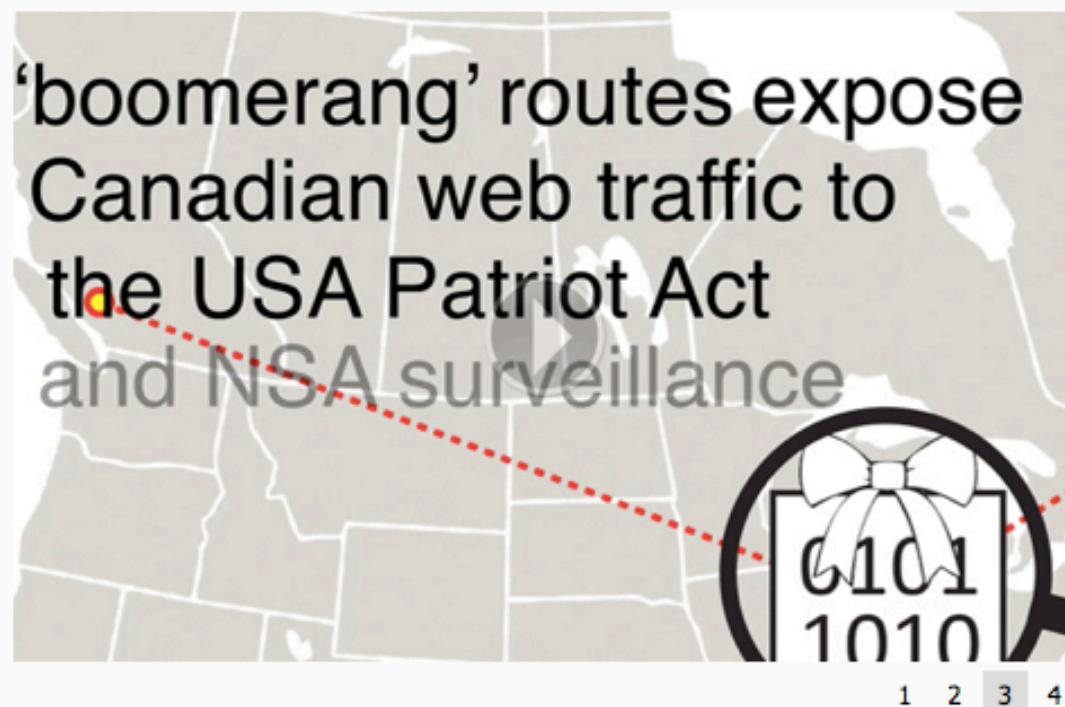 ‘boomerang’ routes expose
Canadian web traffic to
the USA Patriot Act
and NSA surveillance
0101
1010
1 2 3 4